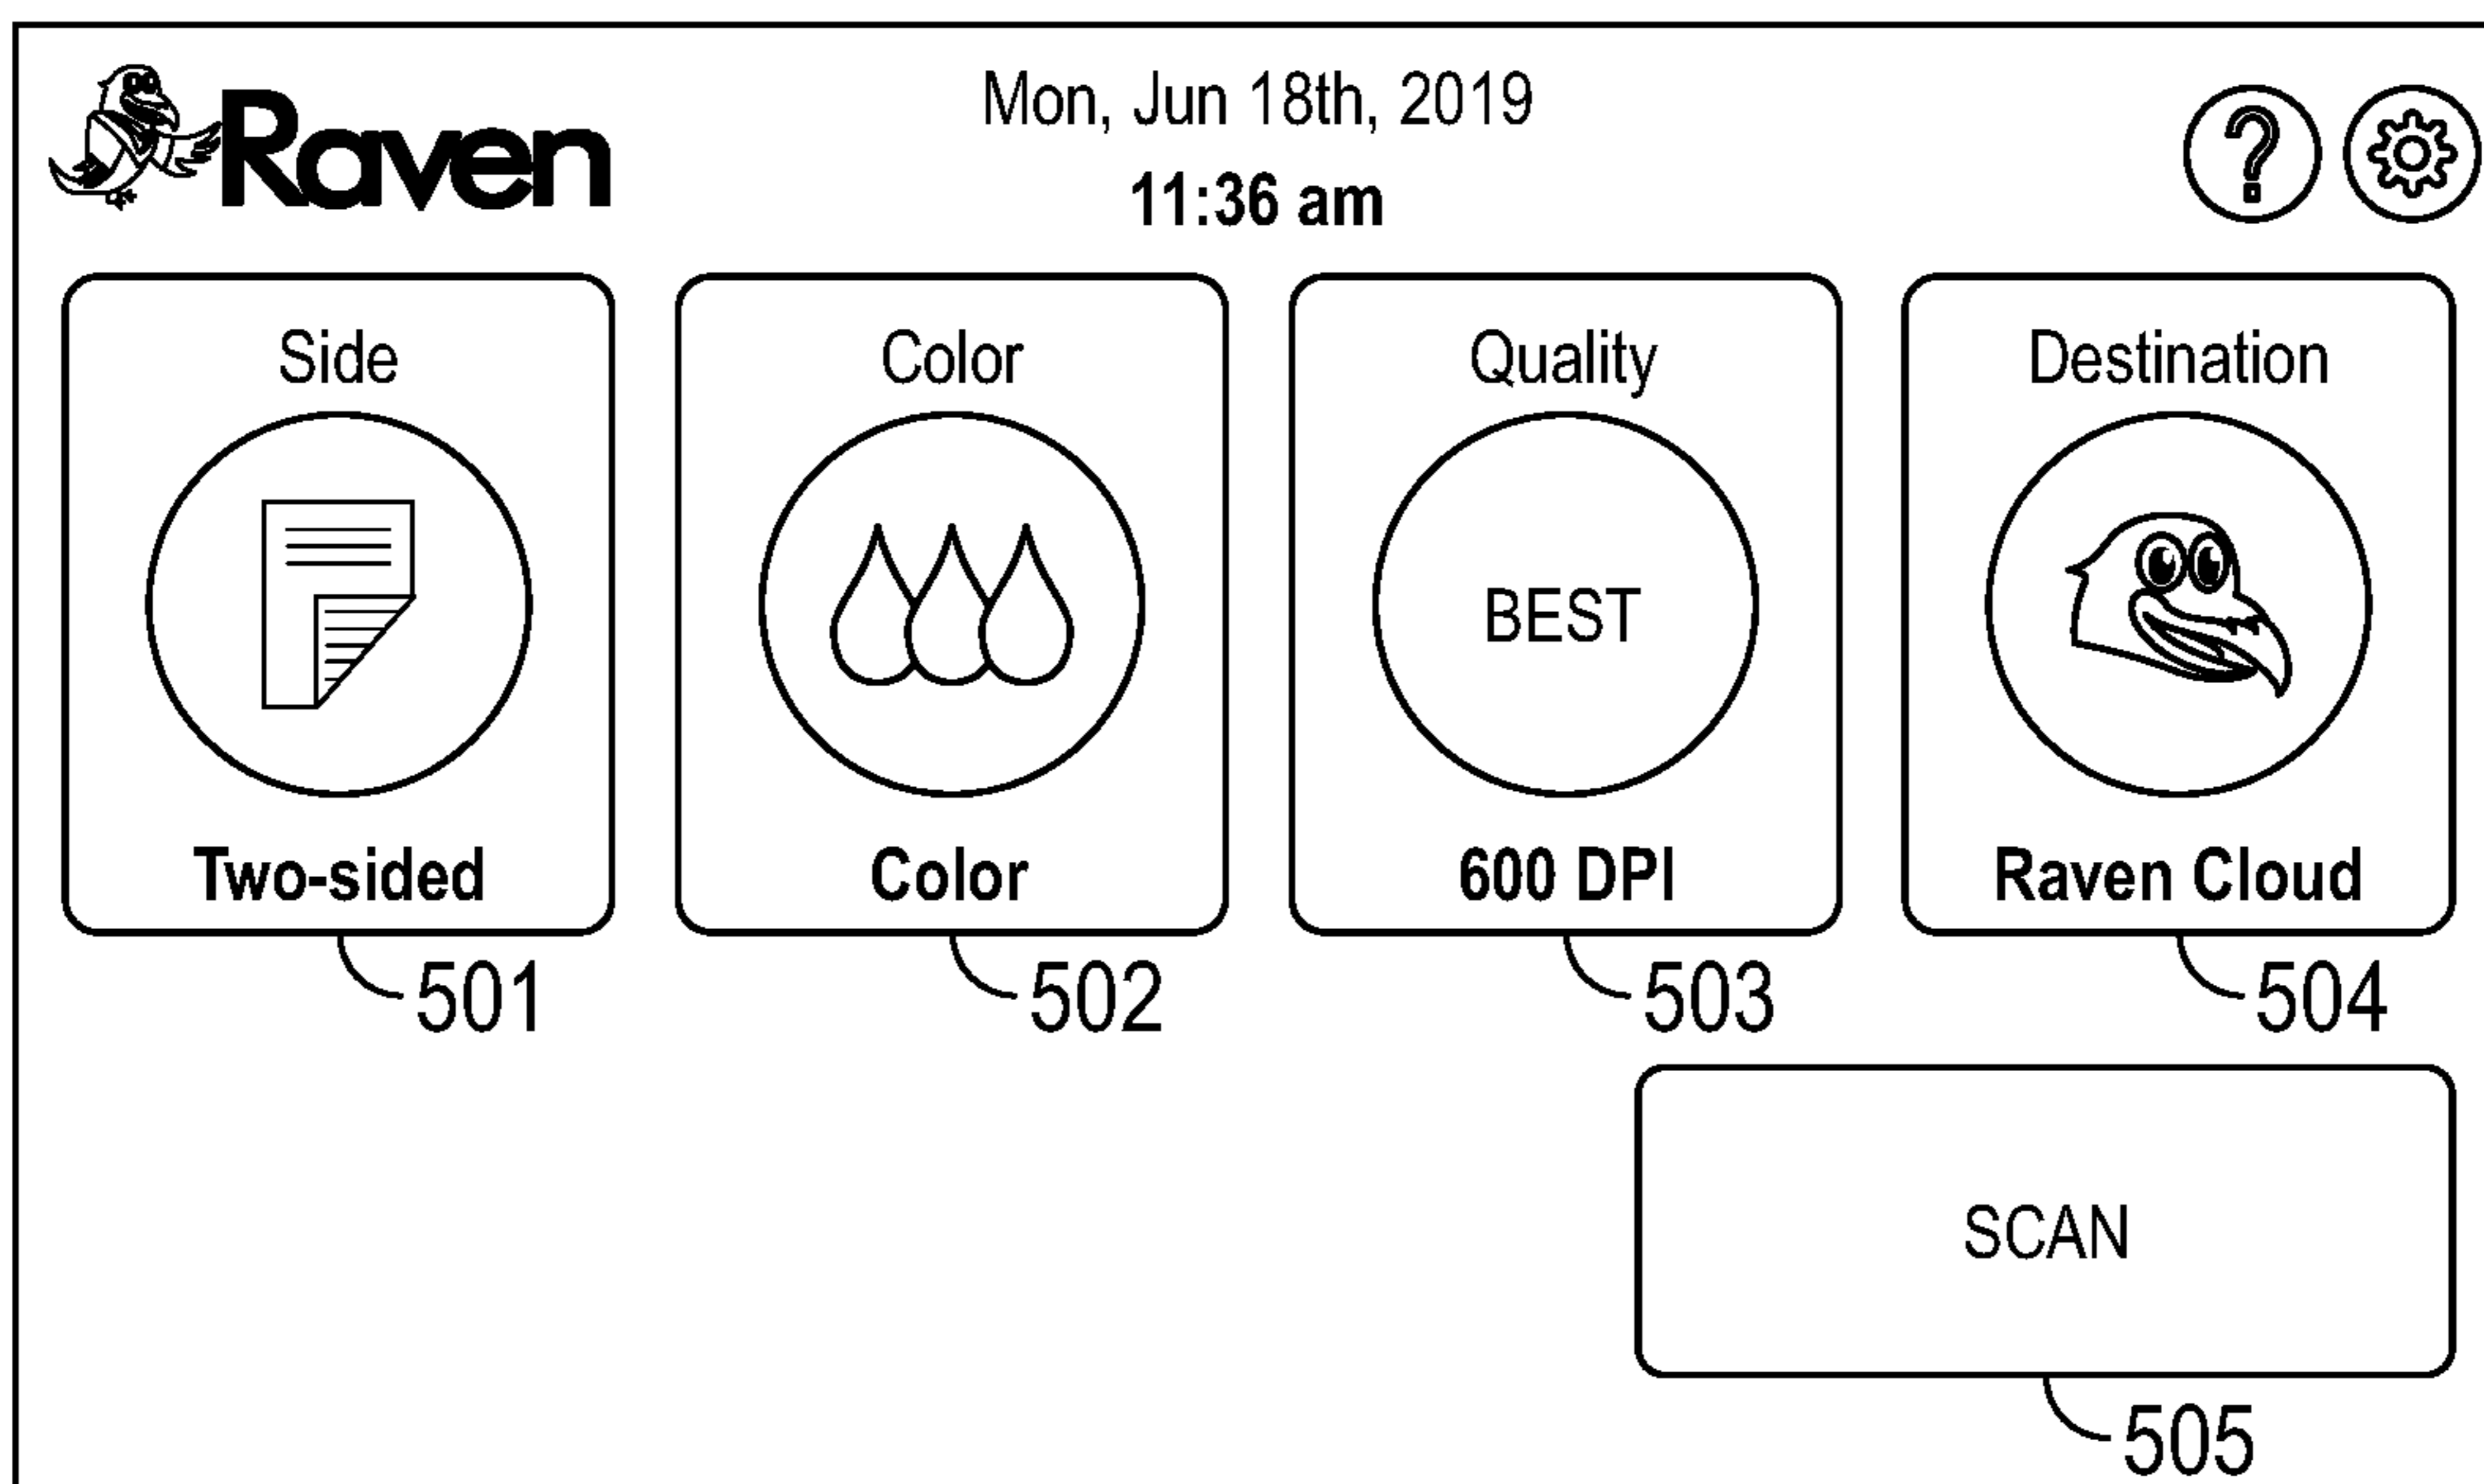 Raven
Mon, Jun 18th, 2019
11:36 am
?
Side
Two-sided
501
Color
Color
502
Quality
BEST
600 DPI
503
Destination
Raven Cloud
504
SCAN
505